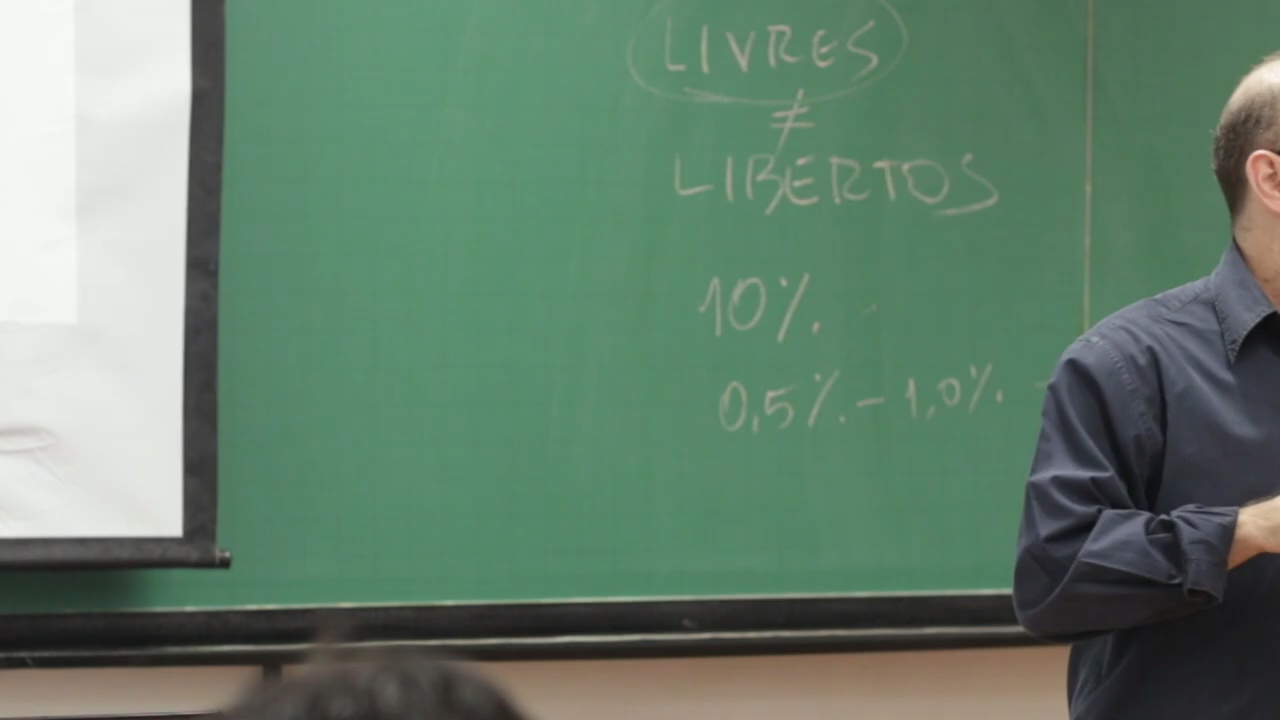 LIVRES
≠
LIBERTOS
10%.
0,5%. - 1,0%.